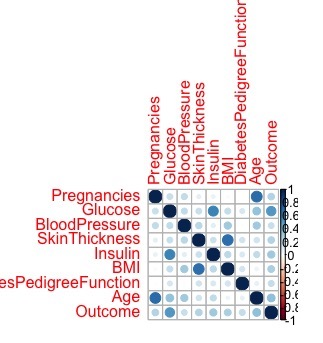 Pregnancies
Glucose
BloodPressure
SkinThickness
Insulin
BMI
DiabetesPedigreeFunction
Age
Outcome
Pregnancies
Glucose
BloodPressure
SkinThickness
Insulin
BMI
esPedigreeFunction
Age
Outcome
1
0.8
0.6
0.4
0.2
0
-0.2
-0.4
-0.6
-0.8
-1